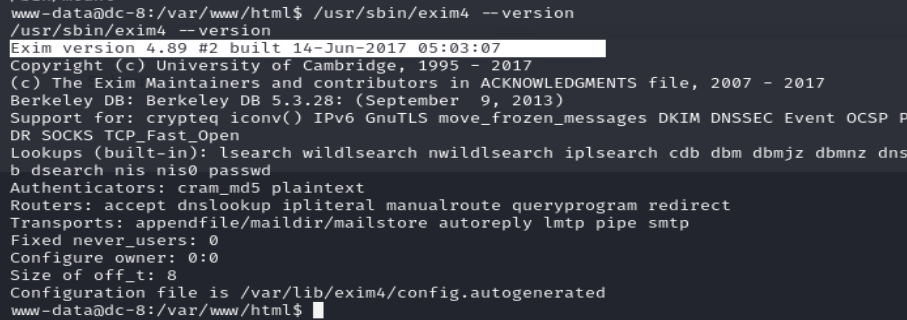 www-data@dc-8:/var/www/html$ /usr/sbin/exim4 --version
/usr/sbin/exim4 --version
Exim version 4.89 #2 built 14-Jun-2017 05:03:07
Copyright (c) University of Cambridge, 1995 - 2017
(c) The Exim Maintainers and contributors in ACKNOWLEDGMENTS file, 2007 - 2017
Berkeley DB: Berkeley DB 5.3.28: (September  9, 2013)
Support for: crypteq iconv() IPv6 GnuTLS move_frozen_messages DKIM DNSSEC Event OCSP P
DR SOCKS TCP_Fast_Open
Lookups (built-in): lsearch wildlsearch nwildlsearch iplsearch cdb dbm dbmjz dbmnz dns
b dsearch nis nis0 passwd
Authenticators: cram_md5 plaintext
Routers: accept dnslookup ipliteral manualroute queryprogram redirect
Transports: appendfile/maildir/mailstore autoreply lmtp pipe smtp
Fixed never_users: 0
Configure owner: 0:0
Size of off_t: 8
Configuration file is /var/lib/exim4/config.autogenerated
www-data@dc-8:/var/www/html$